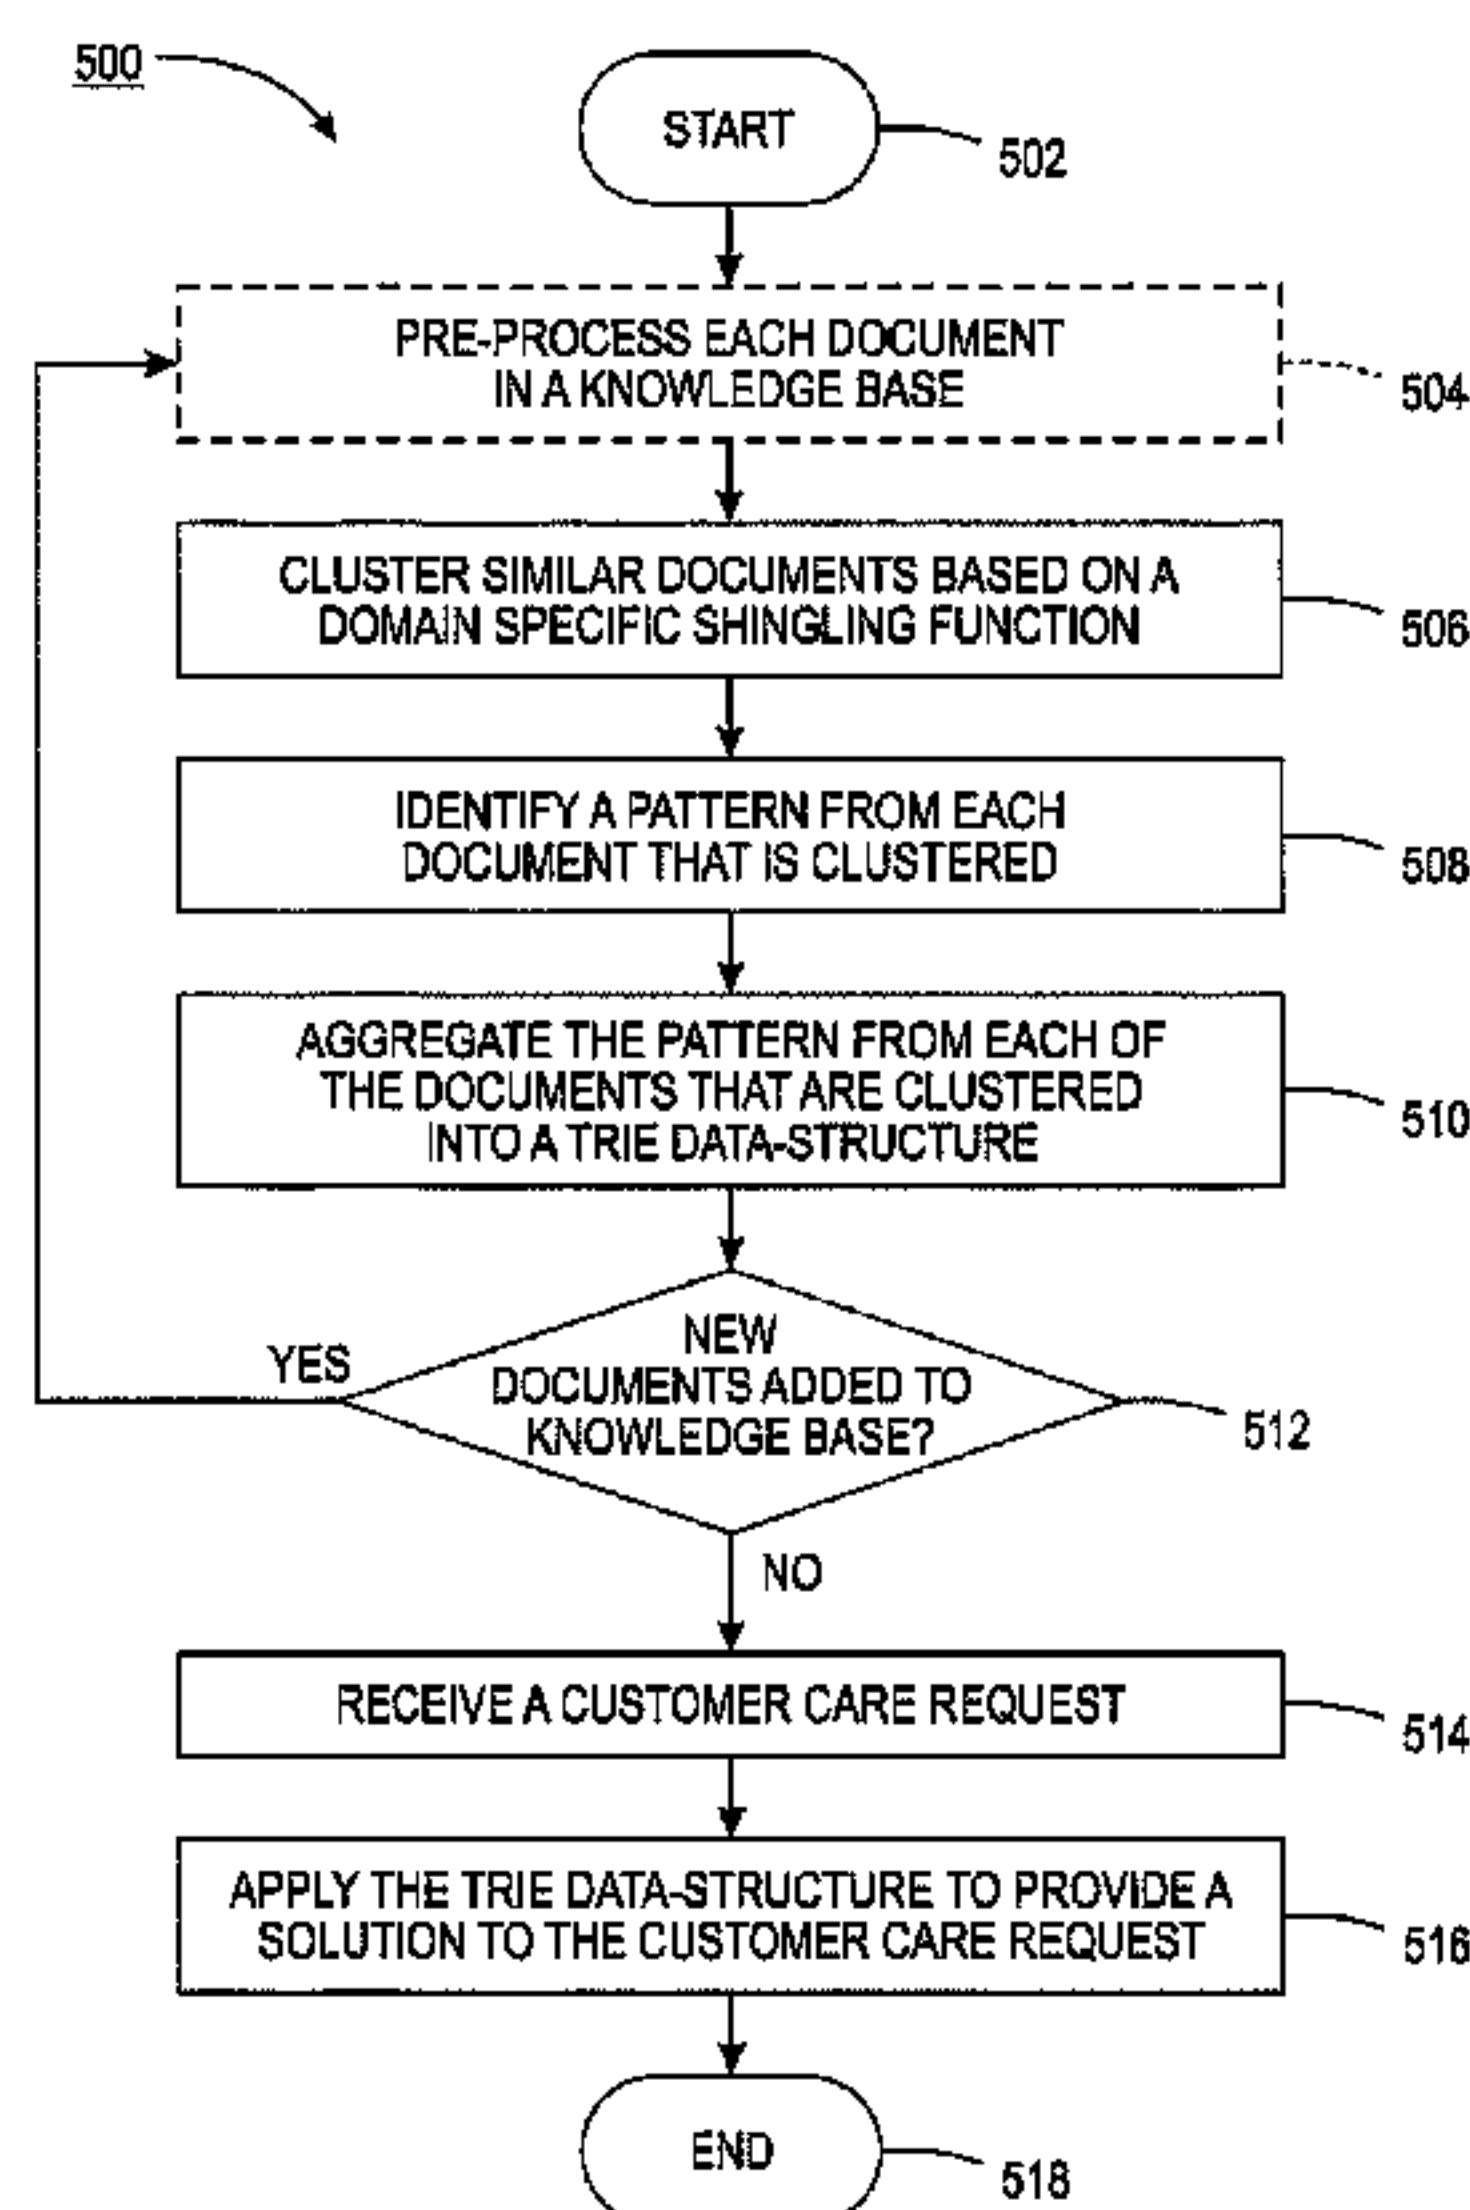 500
START
502
PRE-PROCESS EACH DOCUMENT
IN A KNOWLEDGE BASE
504
CLUSTER SIMILAR DOCUMENTS BASED ON A
DOMAIN SPECIFIC SHINGLING FUNCTION
506
IDENTIFY A PATTERN FROM EACH
DOCUMENT THAT IS CLUSTERED
508
AGGREGATE THE PATTERN FROM EACH OF
THE DOCUMENTS THAT ARE CLUSTERED
INTO A TRIE DATA-STRUCTURE
510
YES
NEW
DOCUMENTS ADDED TO
KNOWLEDGE BASE?
512
NO
RECEIVE A CUSTOMER CARE REQUEST
514
APPLY THE TRIE DATA-STRUCTURE TO PROVIDE A
SOLUTION TO THE CUSTOMER CARE REQUEST
516
END
518